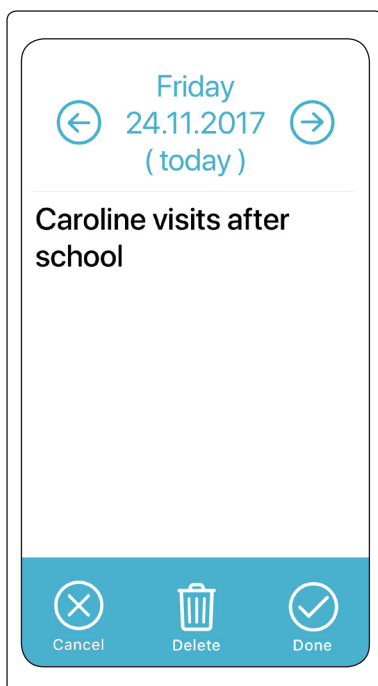 Friday
24.11.2017
( today )
Caroline visits after
school
Cancel
Delete
Done